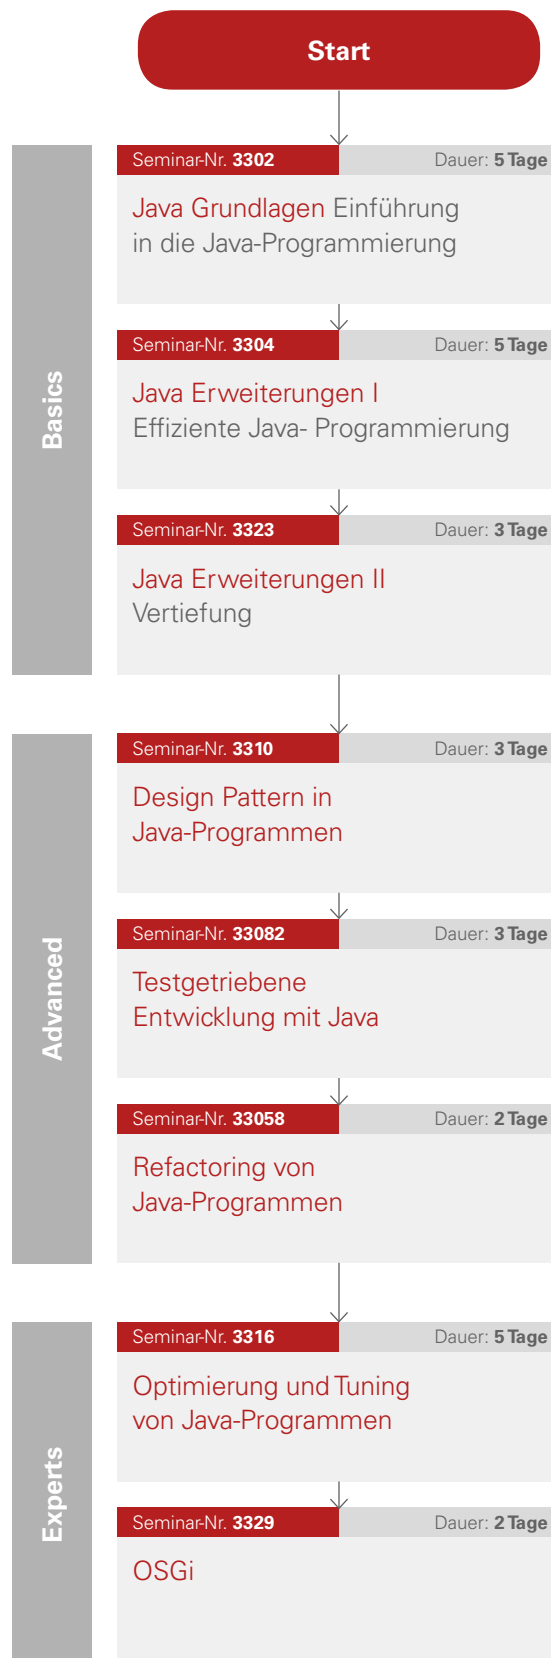 Start
Basics
Seminar-Nr. 3302 Dauer: 5 Tage
Java Grundlagen Einführung
in die Java-Programmierung
Seminar-Nr. 3304 Dauer: 5 Tage
Java Erweiterungen I
Effiziente Java- Programmierung
Seminar-Nr. 3323 Dauer: 3 Tage
Java Erweiterungen II
Vertiefung
Advanced
Seminar-Nr. 3310 Dauer: 3 Tage
Design Pattern in
Java-Programmen
Seminar-Nr. 33082 Dauer: 3 Tage
Testgetriebene
Entwicklung mit Java
Seminar-Nr. 33058 Dauer: 2 Tage
Refactoring von
Java-Programmen
Experts
Seminar-Nr. 3316 Dauer: 5 Tage
Optimierung und Tuning
von Java-Programmen
Seminar-Nr. 3329 Dauer: 2 Tage
OSGi